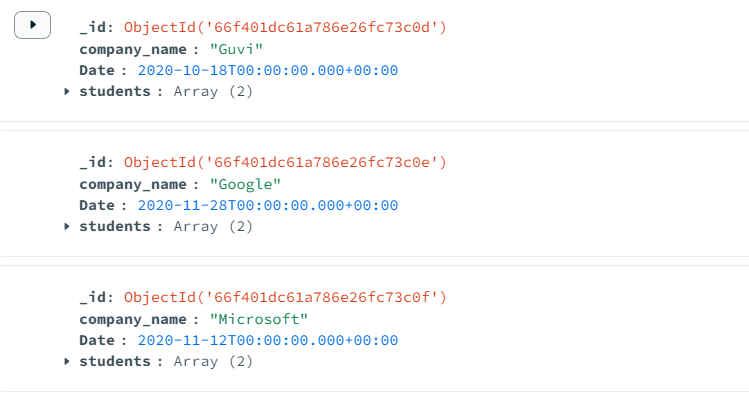 _id: ObjectId('66f401dc61a786e26fc73c0d')
company_name : "Guvi"
Date : 2020-10-18T00:00:00.000+00:00
students : Array (2)
_id: ObjectId('66f401dc61a786e26fc73c0e')
company_name : "Google"
Date : 2020-11-28T00:00:00.000+00:00
students : Array (2)
_id: ObjectId('66f401dc61a786e26fc73c0f')
company_name : "Microsoft"
Date : 2020-11-12T00:00:00.000+00:00
students : Array (2)